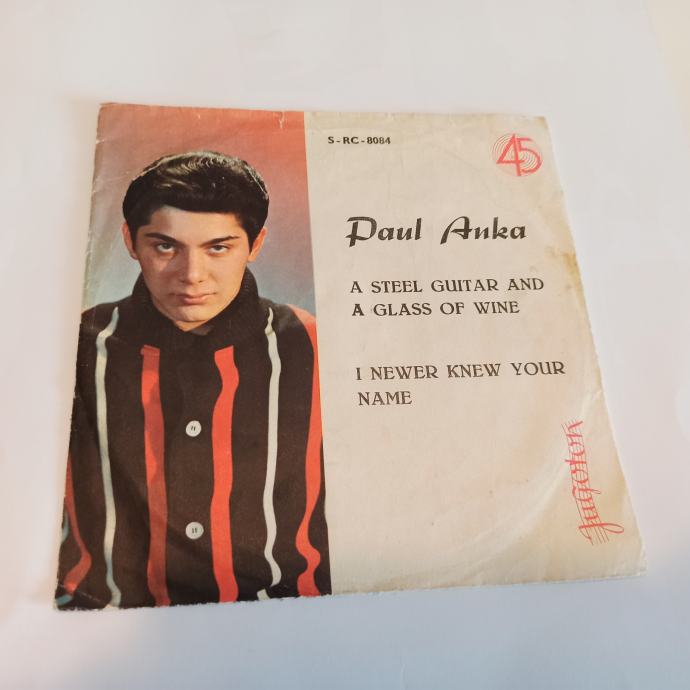 S-RC-8084
45
Paul Anka
A STEEL GUITAR AND
A GLASS OF WINE
I NEWER KNEW YOUR
NAME
Jugoton